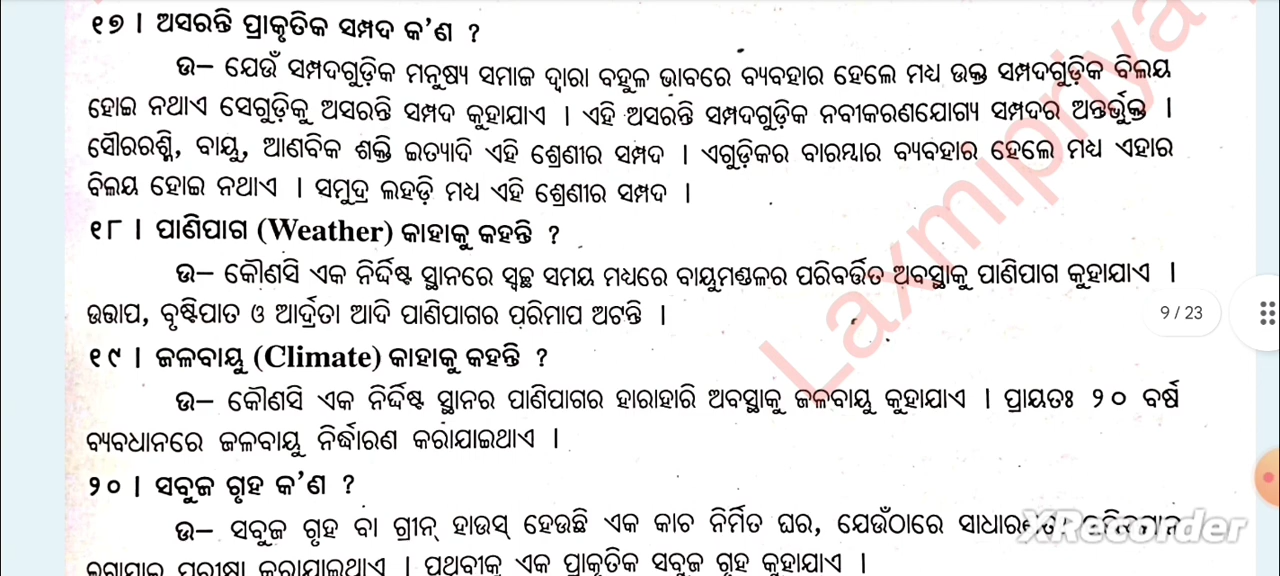 ୧୭ । ଅସରନ୍ତି ପ୍ରାକୃତିକ ସମ୍ପଦ କ'ଣ ?
ଉ– ଯେଉଁ ସମ୍ପଦଗୁଡ଼ିକ ମନୁଷ୍ୟ ସମାଜ ଦ୍ୱାରା ବହୁଳ ଭାବରେ ବ୍ୟବହାର ହେଲେ ମଧ୍ୟ ଉକ୍ତ ସମ୍ପଦଗୁଡ଼ିକ ବିଲୟ
ହୋଇ ନଥାଏ ସେଗୁଡ଼ିକୁ ଅସରନ୍ତି ସମ୍ପଦ କୁହାଯାଏ । ଏହି ଅସରନ୍ତି ସମ୍ପଦଗୁଡ଼ିକ ନବୀକରଣଯୋଗ୍ୟ ସମ୍ପଦର ଅନ୍ତର୍ଭୁକ୍ତ ।
ସୌରରଶ୍ମି, ବାୟୁ, ଆଣବିକ ଶକ୍ତି ଇତ୍ୟାଦି ଏହି ଶ୍ରେଣୀର ସମ୍ପଦ । ଏଗୁଡ଼ିକର ବାରମ୍ବାର ବ୍ୟବହାର ହେଲେ ମଧ୍ୟ ଏହାର
ବିଲୟ ହୋଇ ନଥାଏ । ସମୁଦ୍ର ଲହଡ଼ି ମଧ୍ୟ ଏହି ଶ୍ରେଣୀର ସମ୍ପଦ ।
୧୮ । ପାଣିପାଗ (Weather) କାହାକୁ କହନ୍ତି ?
ଉ– କୌଣସି ଏକ ନିର୍ଦ୍ଦିଷ୍ଟ ସ୍ଥାନରେ ସ୍ୱଚ୍ଛ ସମୟ ମଧ୍ୟରେ ବାୟୁମଣ୍ଡଳର ପରିବର୍ତ୍ତିତ ଅବସ୍ଥାକୁ ପାଣିପାଗ କୁହାଯାଏ ।
ଉତ୍ତାପ, ବୃଷ୍ଟିପାତ ଓ ଆର୍ଦ୍ରତା ଆଦି ପାଣିପାଗର ପରିମାପ ଅଟନ୍ତି ।
9 / 23
୧୯ । ଜଳବାୟୁ (Climate) କାହାକୁ କହନ୍ତି ?
ଉ– କୌଣସି ଏକ ନିର୍ଦ୍ଦିଷ୍ଟ ସ୍ଥାନର ପାଣିପାଗର ହାରାହାରି ଅବସ୍ଥାକୁ ଜଳବାୟୁ କୁହାଯାଏ । ପ୍ରାୟତଃ ୨୦ ବର୍ଷ
ବ୍ୟବଧାନରେ ଜଳବାୟୁ ନିର୍ଦ୍ଧାରଣ କରାଯାଇଥାଏ ।
୨୦ । ସବୁଜ ଗୃହ କ'ଣ ?
ଉ– ସବୁଜ ଗୃହ ବା ଗ୍ରୀନ୍ ହାଉସ୍ ହେଉଛି ଏକ କାଚ ନିର୍ମିତ ଘର, ଯେଉଁଠାରେ
ପରୀକ୍ଷା କରାଯାଇଥାଏ । ପୃଥିବୀକୁ ଏକ ପ୍ରାକୃତିକ ସବୁଜ ଗୃହ କୁହାଯାଏ ।
Laxmipriya
XRecorder